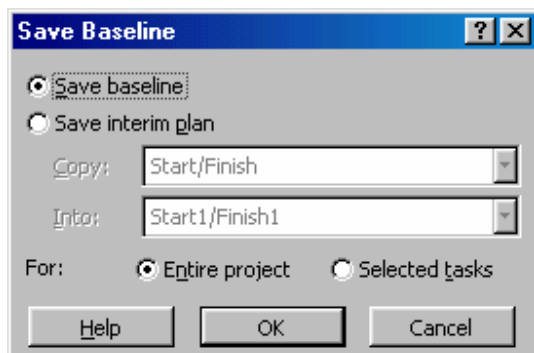 Save Baseline ? X
Save baseline
Save interim plan
Copy: Start/Finish
Into: Start1/Finish1
For: Entire project Selected tasks
Help OK Cancel